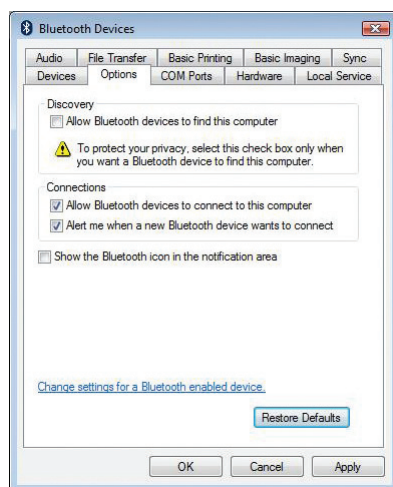 Bluetooth Devices
Audio File Transfer Basic Printing Basic Imaging Sync
Devices Options COM Ports Hardware Local Service
Discovery
Allow Bluetooth devices to find this computer
To protect your privacy, select this check box only when
you want a Bluetooth device to find this computer.
Connections
Allow Bluetooth devices to connect to this computer
Alert me when a new Bluetooth device wants to connect
Show the Bluetooth icon in the notification area
Change settings for a Bluetooth enabled device.
Restore Defaults
OK Cancel Apply